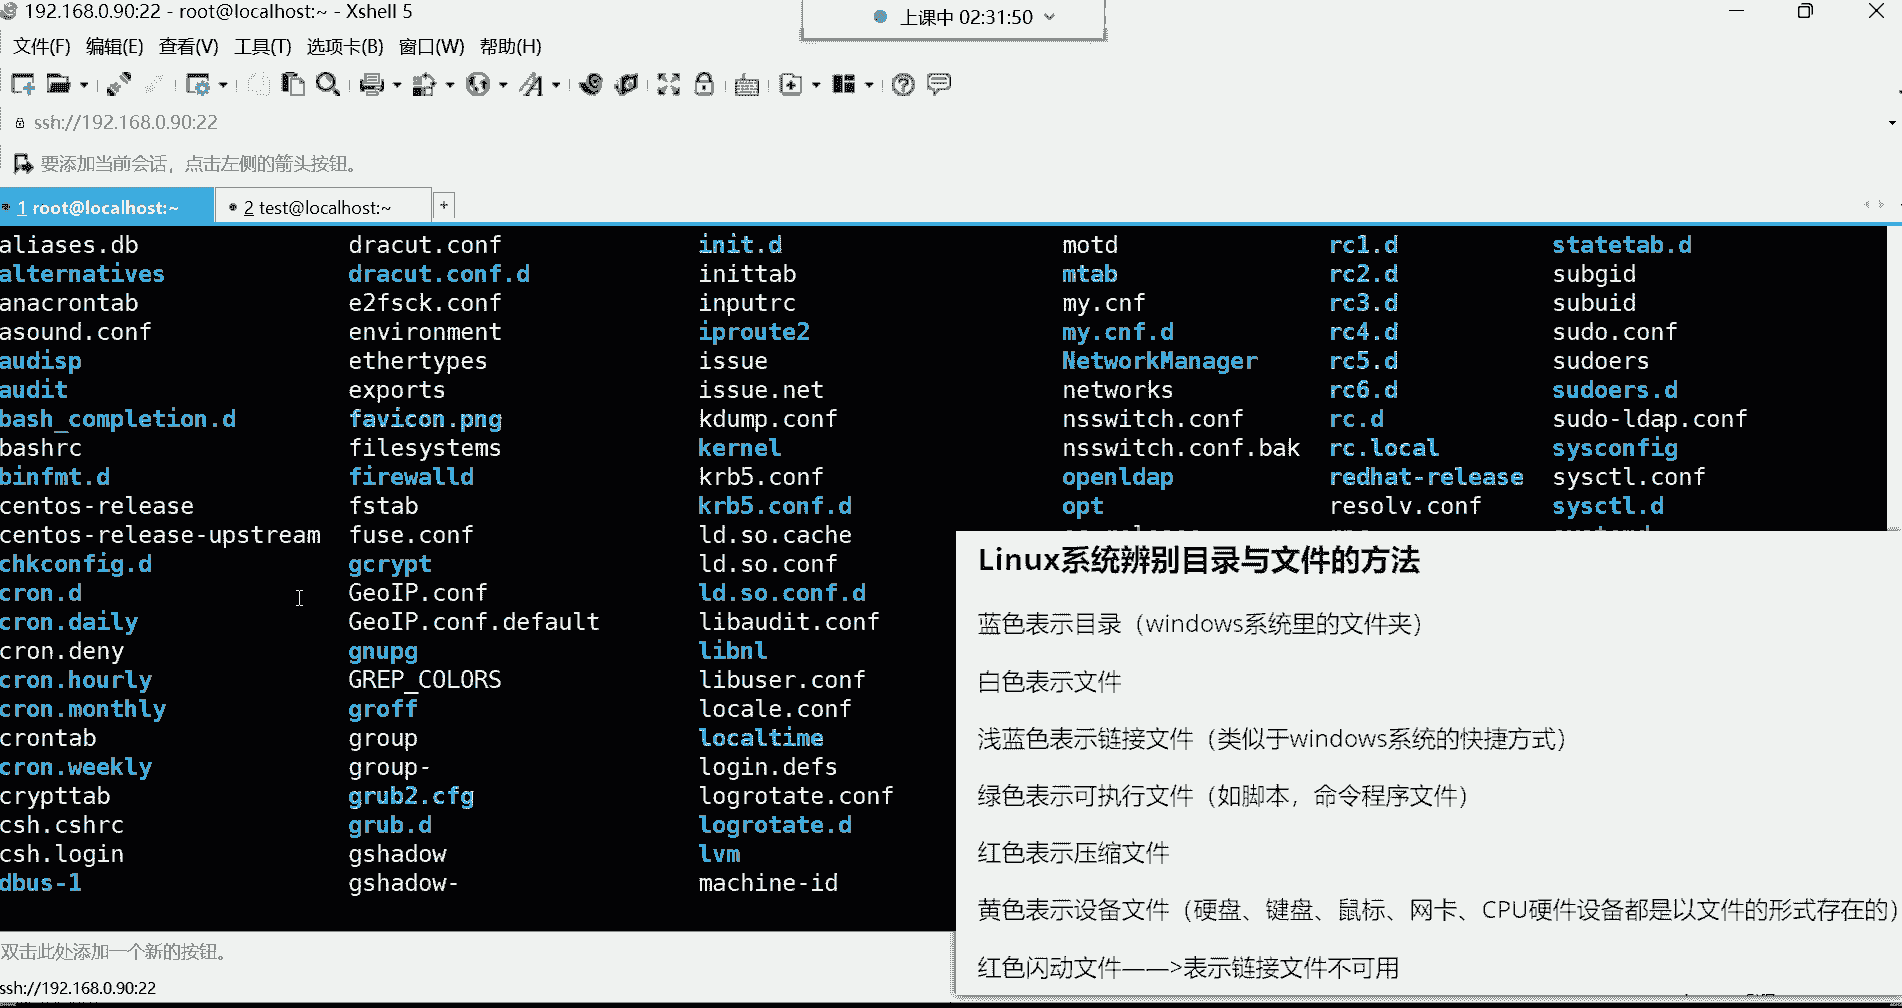 192.168.0.90:22 - root@localhost:~ - Xshell 5
上课中 02:31:50
文件(F) 编辑(E) 查看(V) 工具(T) 选项卡(B) 窗口(W) 帮助(H)
ssh://192.168.0.90:22
要添加当前会话，点击左侧的箭头按钮。
1 root@localhost:~ 2 test@localhost:~ +
aliases.db dracut.conf init.d motd rc1.d statetab.d
alternatives dracut.conf.d inittab mtab rc2.d subgid
anacrontab e2fsck.conf inputrc my.cnf rc3.d subuid
asound.conf environment iproute2 my.cnf.d rc4.d sudo.conf
audisp ethertypes issue NetworkManager rc5.d sudoers
audit exports issue.net networks rc6.d sudoers.d
bash_completion.d favicon.png kdump.conf nsswitch.conf rc.d sudo-ldap.conf
bashrc filesystems kernel nsswitch.conf.bak rc.local sysconfig
binfmt.d firewalld krb5.conf openldap redhat-release sysctl.conf
centos-release fstab krb5.conf.d opt resolv.conf sysctl.d
centos-release-upstream fuse.conf ld.so.cache
chkconfig.d gcrypt ld.so.conf
cron.d GeoIP.conf ld.so.conf.d
cron.daily GeoIP.conf.default libaudit.conf
cron.deny gnupg libnl
cron.hourly GREP_COLORS libuser.conf
cron.monthly groff locale.conf
crontab group localtime
cron.weekly group- login.defs
crypttab grub2.cfg logrotate.conf
csh.cshrc grub.d logrotate.d
csh.login gshadow lvm
dbus-1 gshadow- machine-id
Linux系统辨别目录与文件的方法
蓝色表示目录（windows系统里的文件夹）
白色表示文件
浅蓝色表示链接文件（类似于windows系统的快捷方式）
绿色表示可执行文件（如脚本，命令程序文件）
红色表示压缩文件
黄色表示设备文件（硬盘、键盘、鼠标、网卡、CPU硬件设备都是以文件的形式存在的）
红色闪动文件——>表示链接文件不可用
双击此处添加一个新的按钮。
ssh://192.168.0.90:22